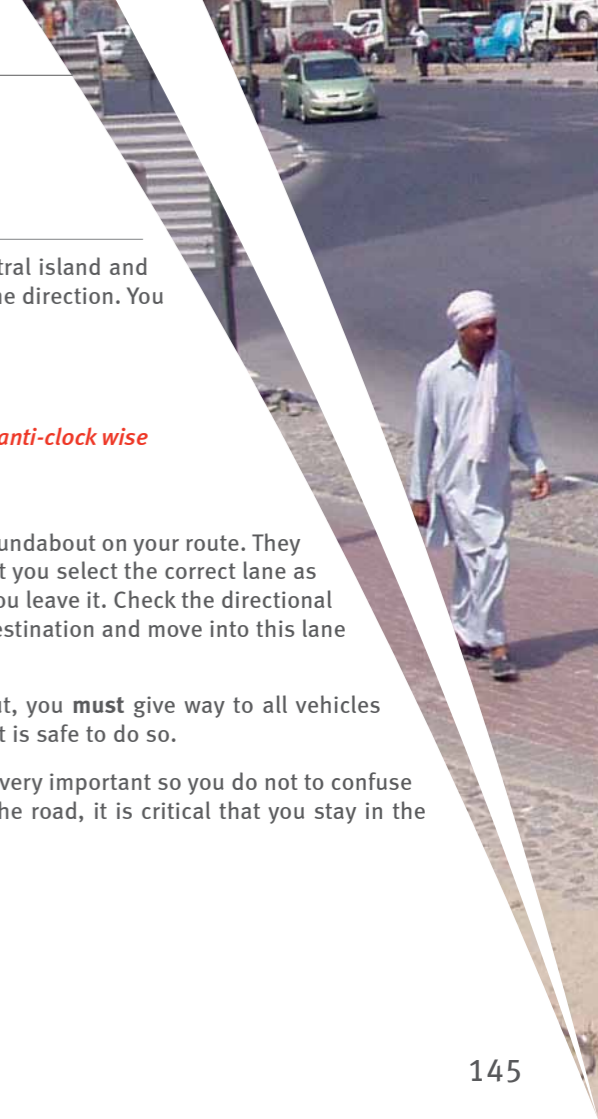 tral island and
ne direction. You
anti-clock wise
undabout on your route. They
t you select the correct lane as
ou leave it. Check the directional
estination and move into this lane
ut, you must give way to all vehicles
t is safe to do so.
very important so you do not to confuse
he road, it is critical that you stay in the
145